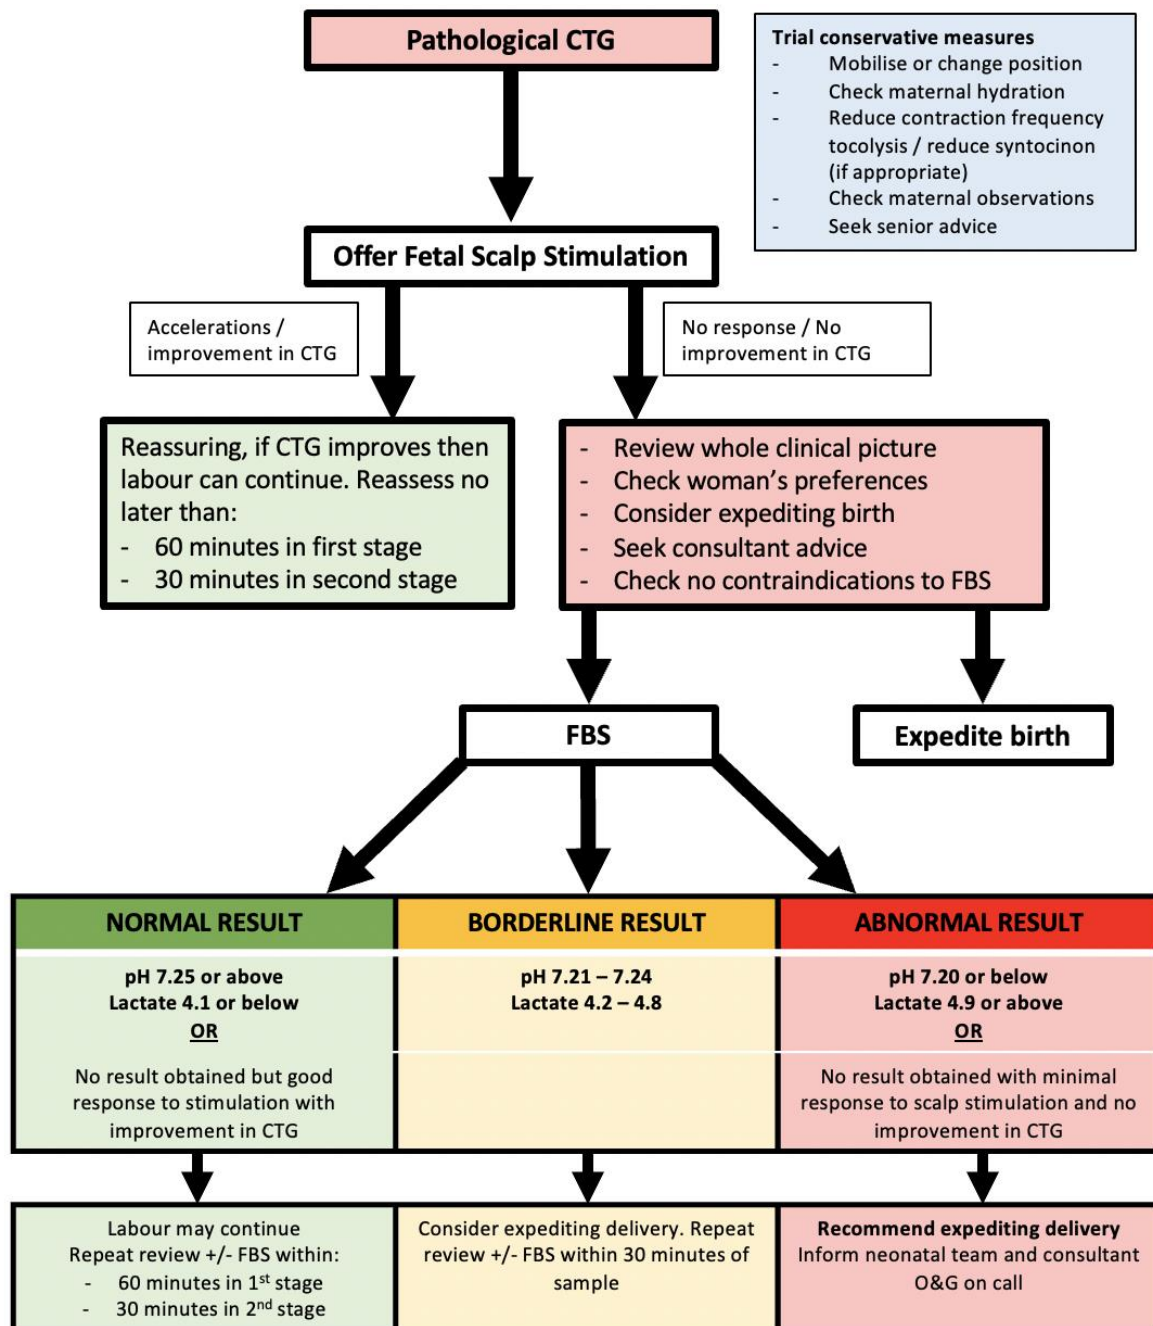 Pathological CTG
Trial conservative measures
- Mobilise or change position
- Check maternal hydration
- Reduce contraction frequency
tocolysis / reduce syntocinon
(if appropriate)
- Check maternal observations
- Seek senior advice
Offer Fetal Scalp Stimulation
Accelerations /
improvement in CTG
No response / No
improvement in CTG
Reassuring, if CTG improves then
labour can continue. Reassess no
later than:
- 60 minutes in first stage
- 30 minutes in second stage
- Review whole clinical picture
- Check woman's preferences
- Consider expediting birth
- Seek consultant advice
- Check no contraindications to FBS
FBS
Expedite birth
NORMAL RESULT
pH 7.25 or above
Lactate 4.1 or below
OR
No result obtained but good
response to stimulation with
improvement in CTG
BORDERLINE RESULT
pH 7.21 – 7.24
Lactate 4.2 – 4.8
ABNORMAL RESULT
pH 7.20 or below
Lactate 4.9 or above
OR
No result obtained with minimal
response to scalp stimulation and no
improvement in CTG
Labour may continue
Repeat review +/- FBS within:
- 60 minutes in 1st stage
- 30 minutes in 2nd stage
Consider expediting delivery. Repeat
review +/- FBS within 30 minutes of
sample
Recommend expediting delivery
Inform neonatal team and consultant
O&G on call